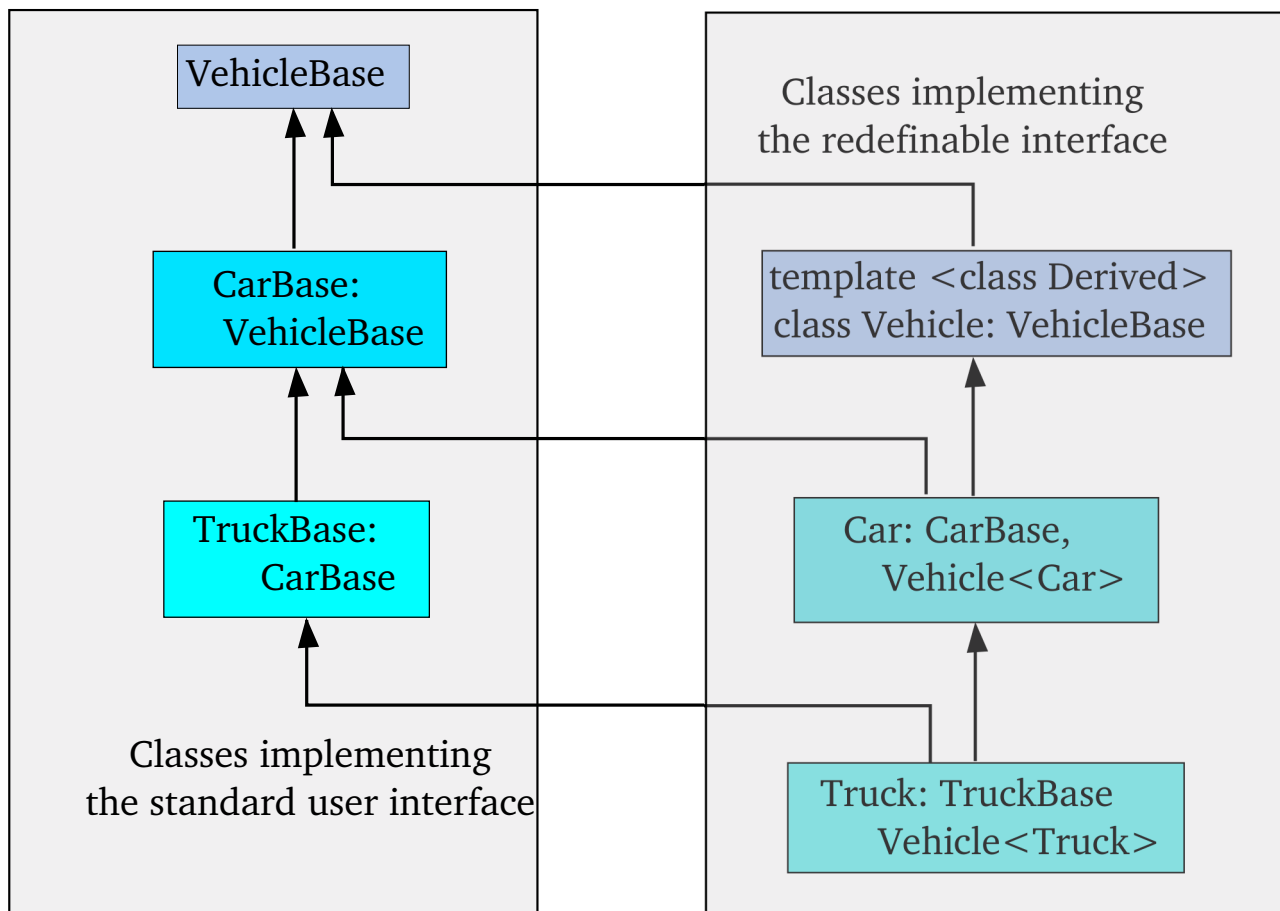 VehicleBase
CarBase:
VehicleBase
TruckBase:
CarBase
Classes implementing
the standard user interface
Classes implementing
the redefinable interface
template <class Derived>
class Vehicle: VehicleBase
Car: CarBase,
Vehicle<Car>
Truck: TruckBase
Vehicle<Truck>